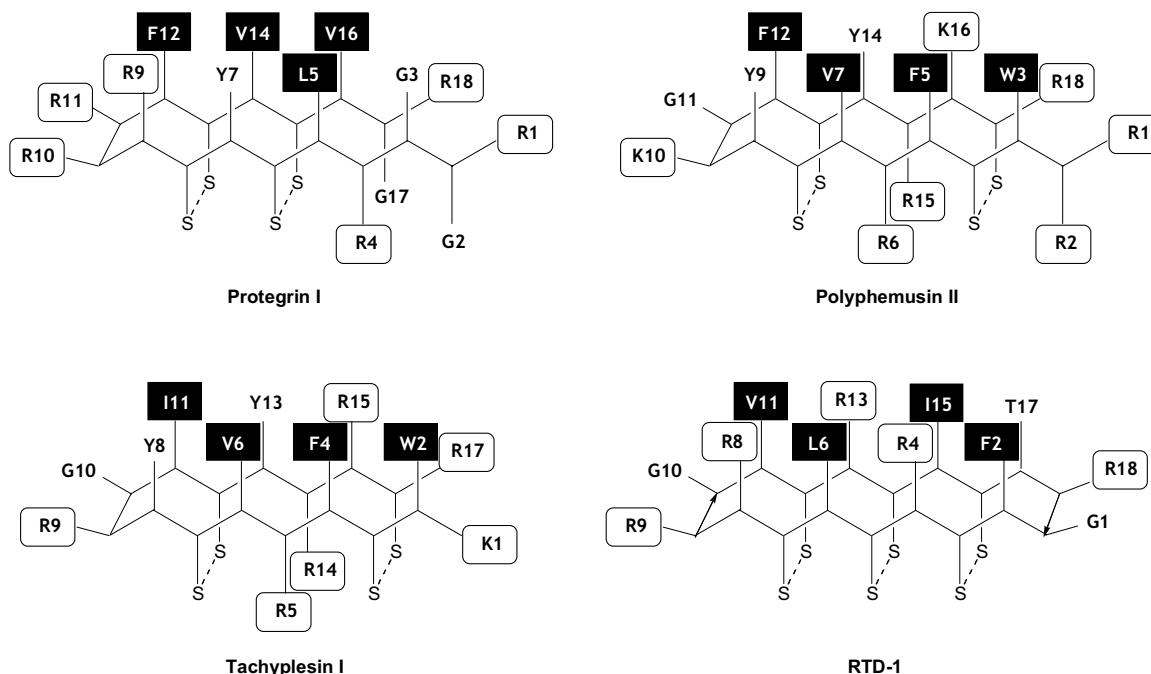 F12 V14 V16
R9 Y7 L5 G3 R18
R11
R10 R1
S S
S S G17
R4 G2
Protegrin I
F12 Y14 K16
Y9 V7 F5 W3 R18
G11
K10 R1
S S
S R15 S
R6 R2
Polyphemusin II
I11 Y13 R15
Y8 V6 F4 W2 R17
G10
R9 K1
S S
S R14 S
R5
Tachyplesin I
V11 R13 I15 T17
R8 L6 R4 F2
G10 R18
R9 G1
S S S
S S S
RTD-1